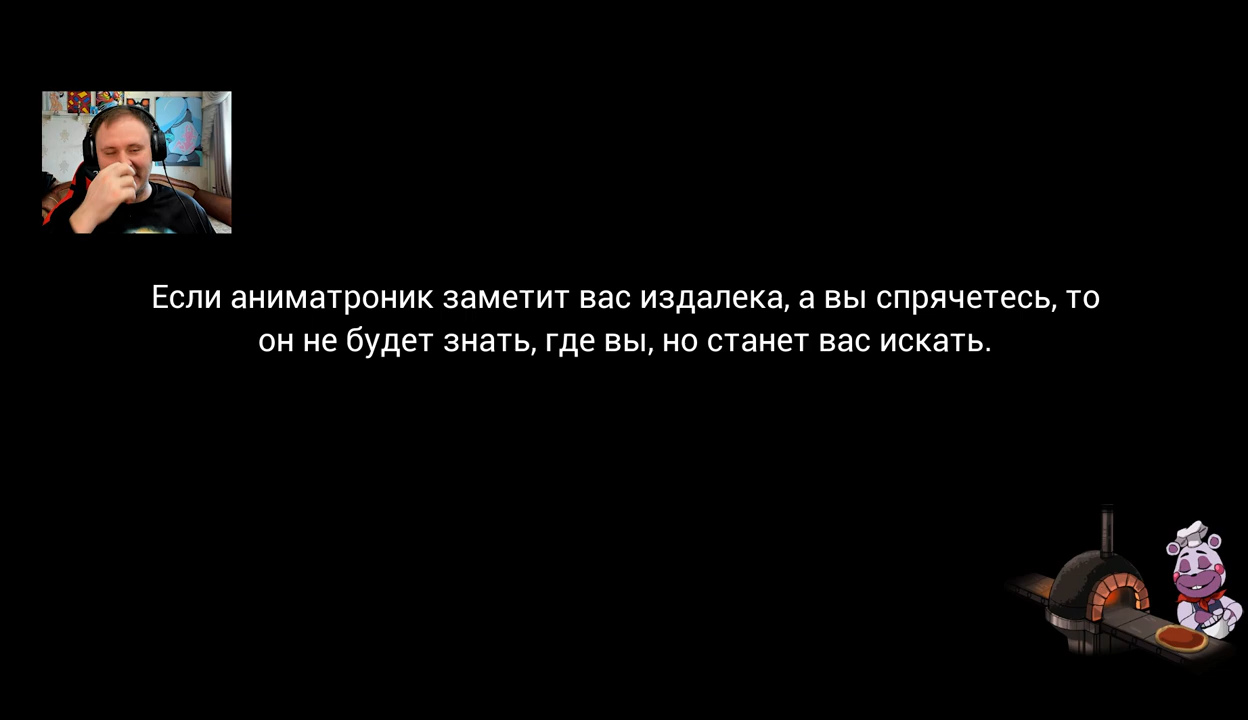 Если аниматроник заметит вас издалека, а вы спрячетесь, то
он не будет знать, где вы, но станет вас искать.